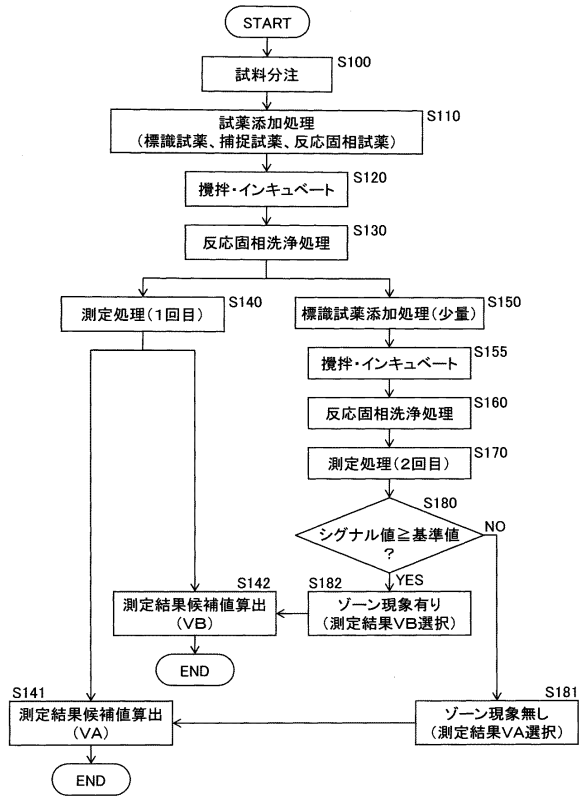 START
S100
試料分注
S110
試薬添加処理
(標識試薬、捕捉試薬、反応固相試薬)
S120
攪拌・インキュベート
S130
反応固相洗浄処理
S140
測定処理(1回目)
S150
標識試薬添加処理(少量)
S155
攪拌・インキュベート
S160
反応固相洗浄処理
S170
測定処理(2回目)
S180
シグナル値≧基準値
?
NO
YES
S142
測定結果候補値算出
(VB)
S182
ゾーン現象有り
(測定結果VB選択)
END
S141
測定結果候補値算出
(VA)
S181
ゾーン現象無し
(測定結果VA選択)
END